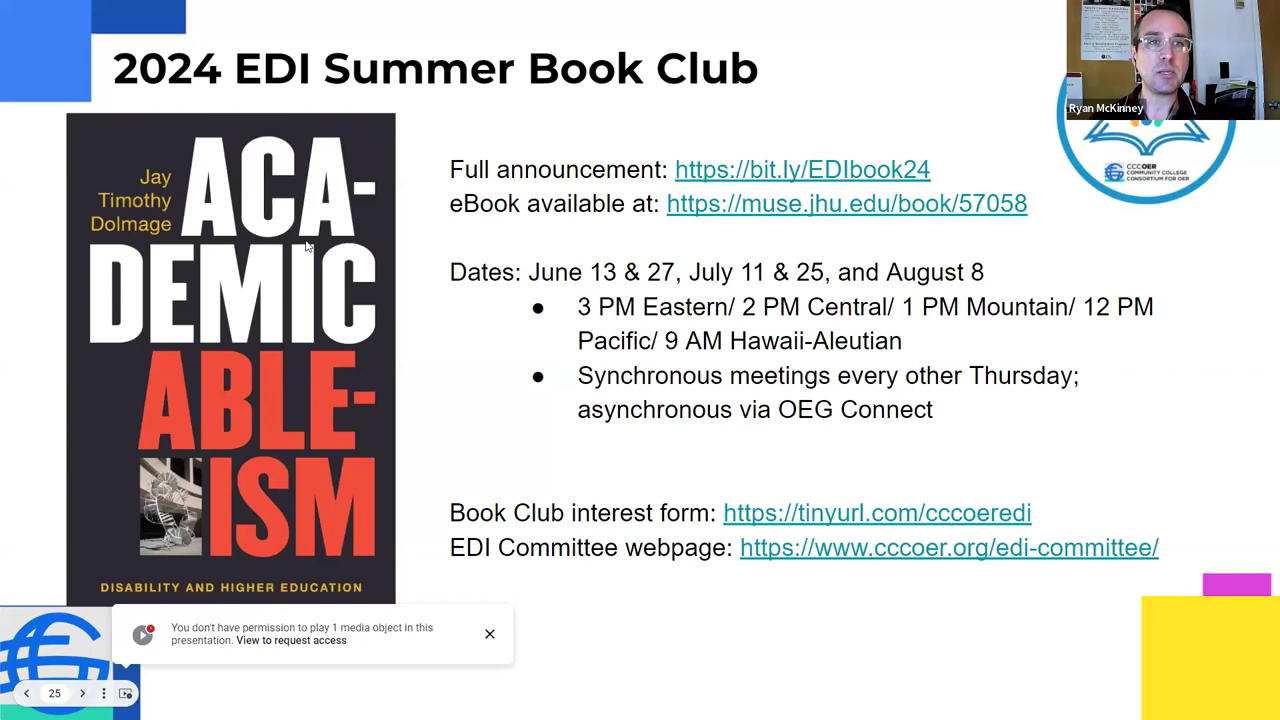 2024 EDI Summer Book Club
Ryan McKinney
CCCOER
COMMUNITY COLLEGE
CONSORTIUM FOR OER
Jay
Timothy
Dolmage
ACA-
DEMIC
ABLE-
ISM
DISABILITY AND HIGHER EDUCATION
Full announcement: https://bit.ly/EDIbook24
eBook available at: https://muse.jhu.edu/book/57058
Dates: June 13 & 27, July 11 & 25, and August 8
● 3 PM Eastern/ 2 PM Central/ 1 PM Mountain/ 12 PM
Pacific/ 9 AM Hawaii-Aleutian
● Synchronous meetings every other Thursday;
asynchronous via OEG Connect
Book Club interest form: https://tinyurl.com/cccoeredi
EDI Committee webpage: https://www.cccoer.org/edi-committee/
You don't have permission to play 1 media object in this
presentation. View to request access
25